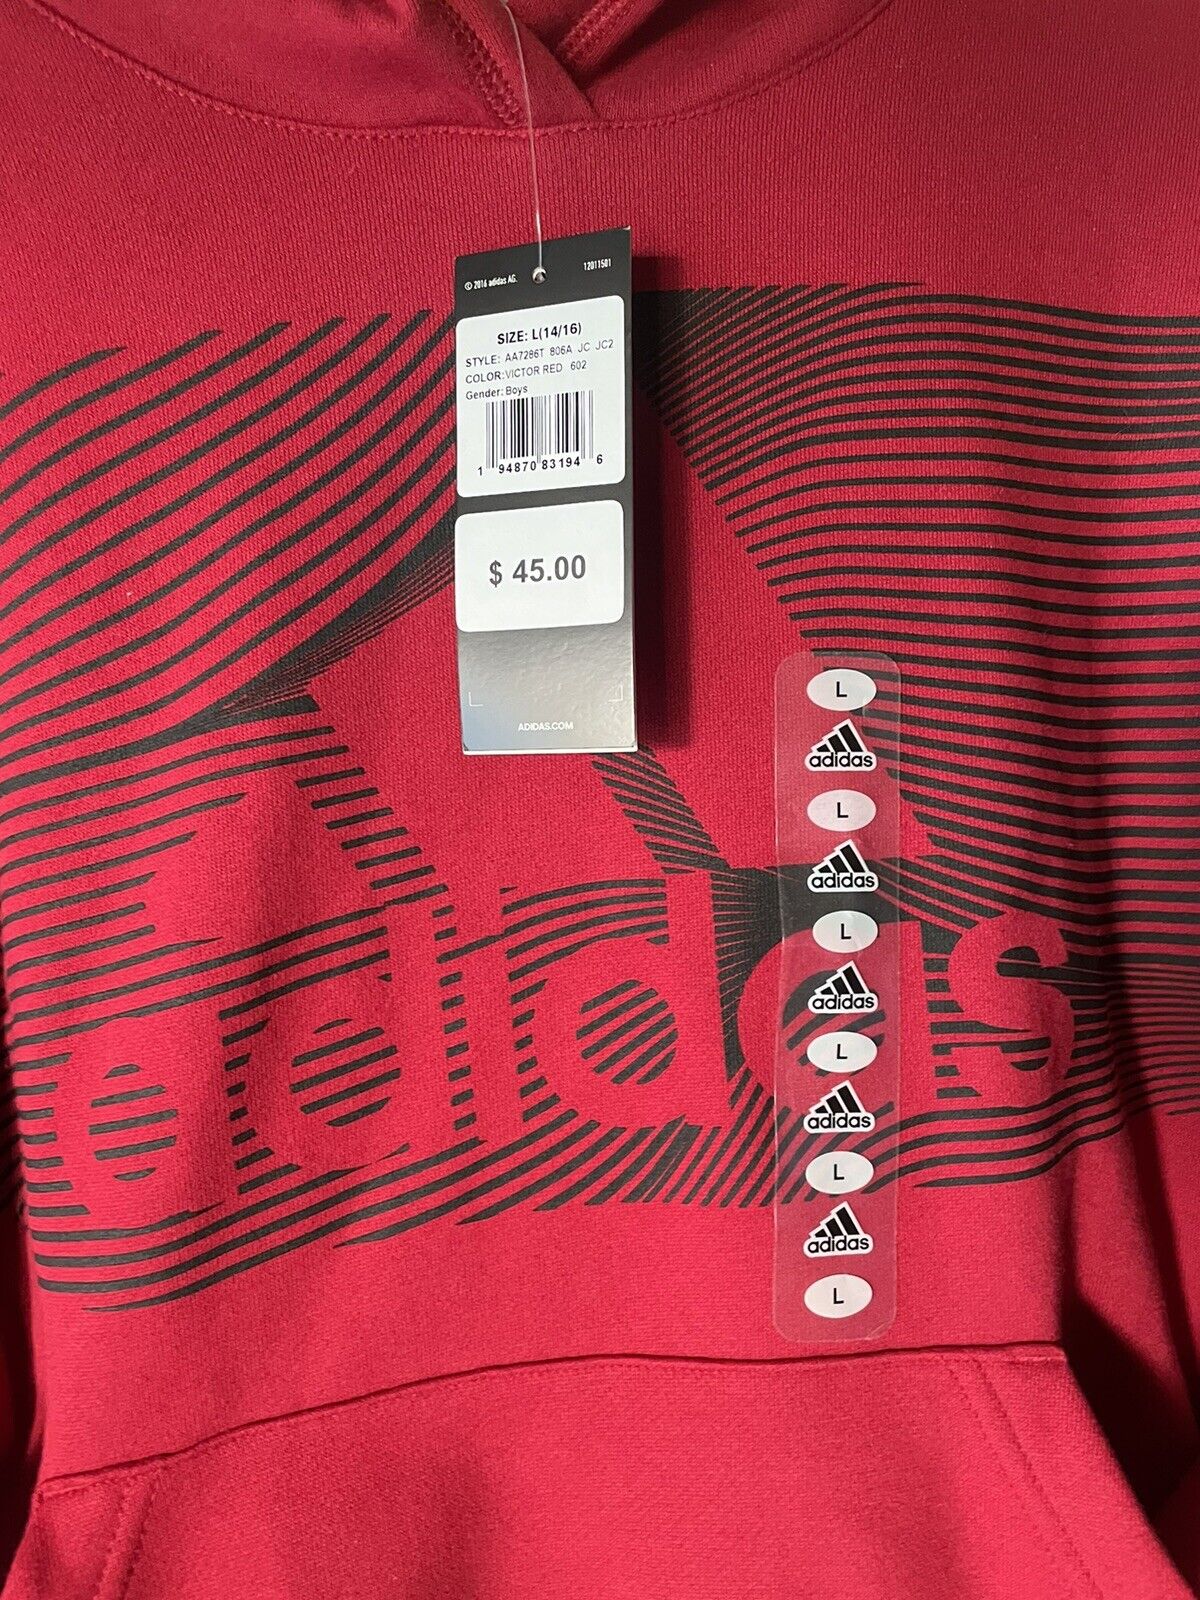 © 2016 adidas AG.
12011501
SIZE: L(14/16)
STYLE: AA7286T 806A JC JC2
COLOR:VICTOR RED 602
Gender:Boys
1 94870 83194 6
$ 45.00
ADIDAS.COM
L
adidas
L
adidas
L
adidas
L
adidas
L
adidas
L
adidas